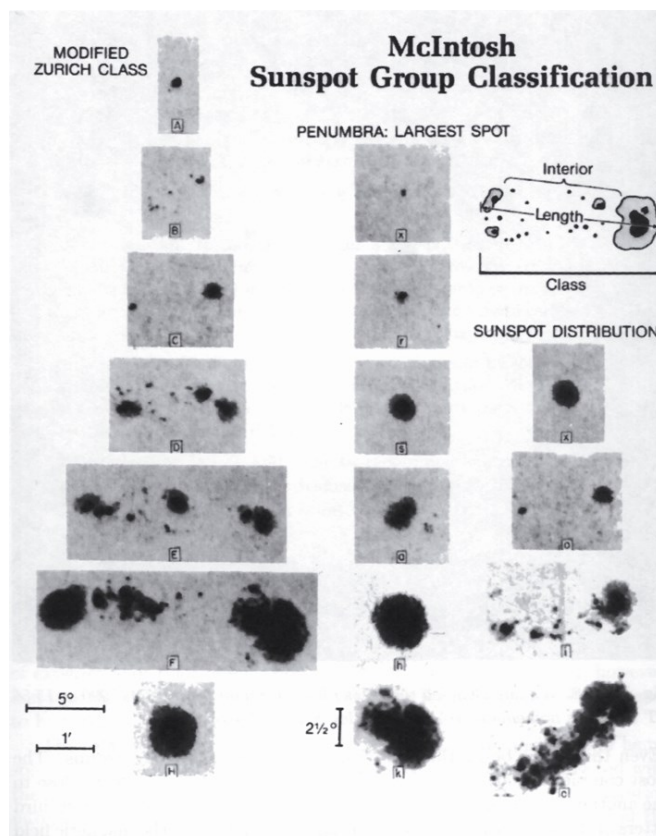 McIntosh
Sunspot Group Classification
MODIFIED
ZURICH CLASS
A
B
C
D
E
F
H
5°
1'
PENUMBRA: LARGEST SPOT
X
r
S
Q
h
k
2½°
Interior
Length
Class
SUNSPOT DISTRIBUTION
X
O
i
c